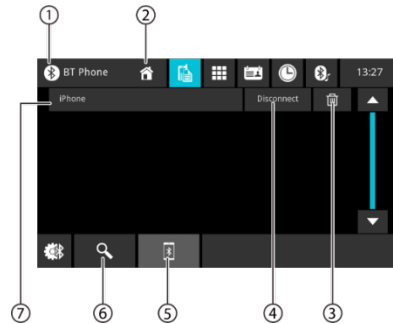 ① ②
BT Phone 13:27
iPhone Disconnect
⑦ ⑥ ⑤ ④ ③